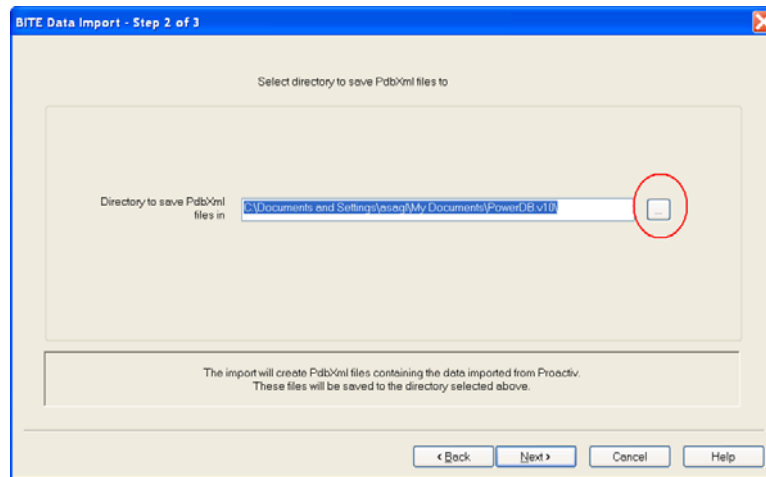 BITE Data Import - Step 2 of 3
Select directory to save PdbXml files to
Directory to save PdbXml
files in
C:\Documents and Settings\asagl\My Documents\PowerDB.v10\
...
The import will create PdbXml files containing the data imported from Proactiv.
These files will be saved to the directory selected above.
< Back
Next >
Cancel
Help